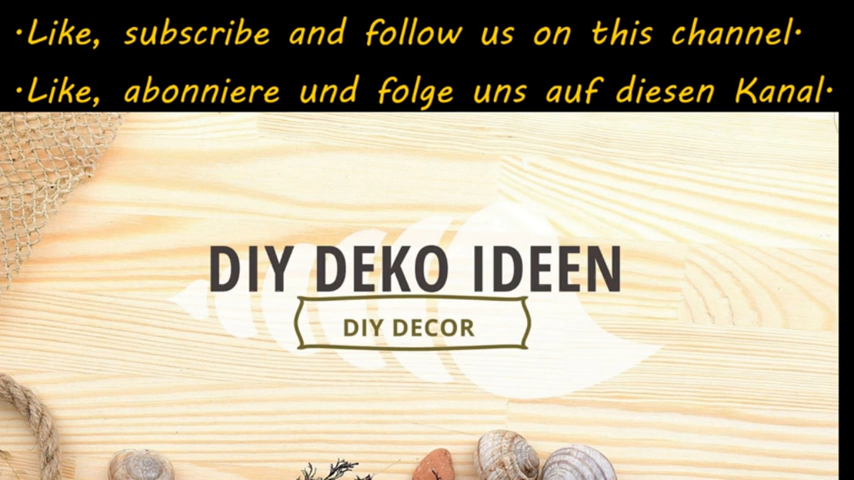 ·Like, subscribe and follow us on this channel·
·Like, abonniere und folge uns auf diesen Kanal·
DIY DEKO IDEEN
DIY DECOR